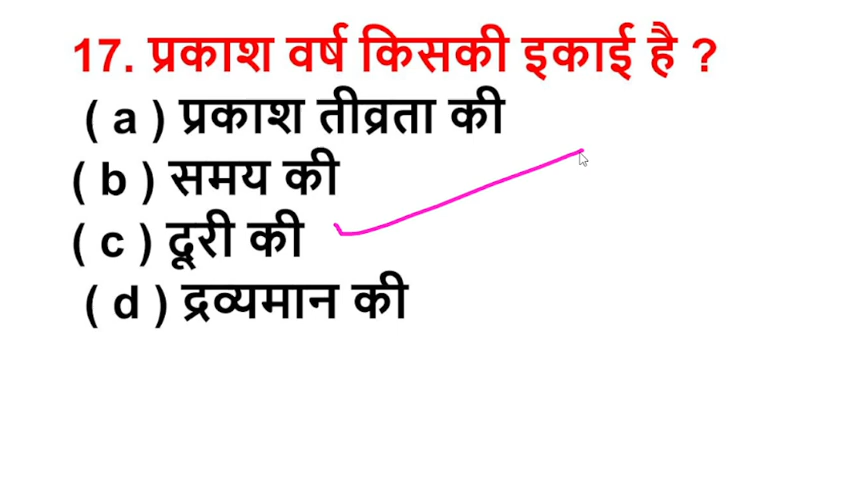 17. प्रकाश वर्ष किसकी इकाई है ?
( a ) प्रकाश तीव्रता की
( b ) समय की
( c ) दूरी की
( d ) द्रव्यमान की